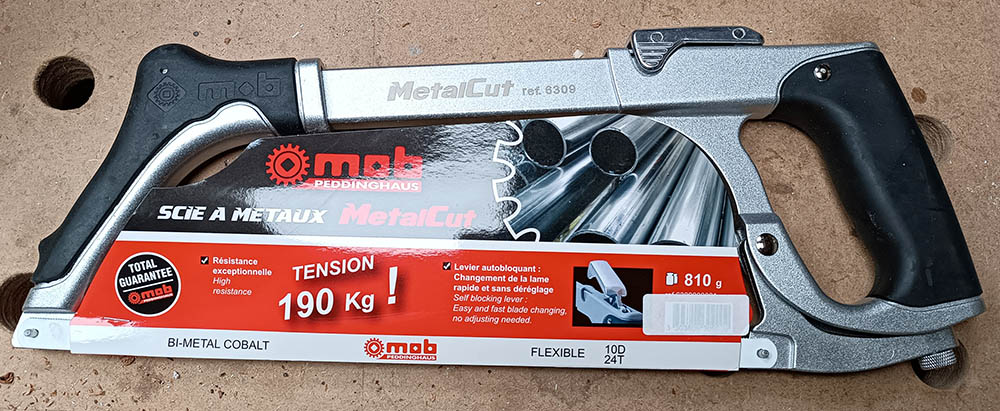 mob
MetalCut ref. 6309
mob
PEDDINGHAUS
SCIE A METAUX MetalCut
TOTAL
GUARANTEE
mob
Résistance
exceptionnelle
High
resistance
TENSION
190 Kg !
Levier autobloquant :
Changement de la lame
rapide et sans déréglage
Self blocking lever :
Easy and fast blade changing,
no adjusting needed.
810 g
BI-METAL COBALT
mob
PEDDINGHAUS
FLEXIBLE
10D
24T